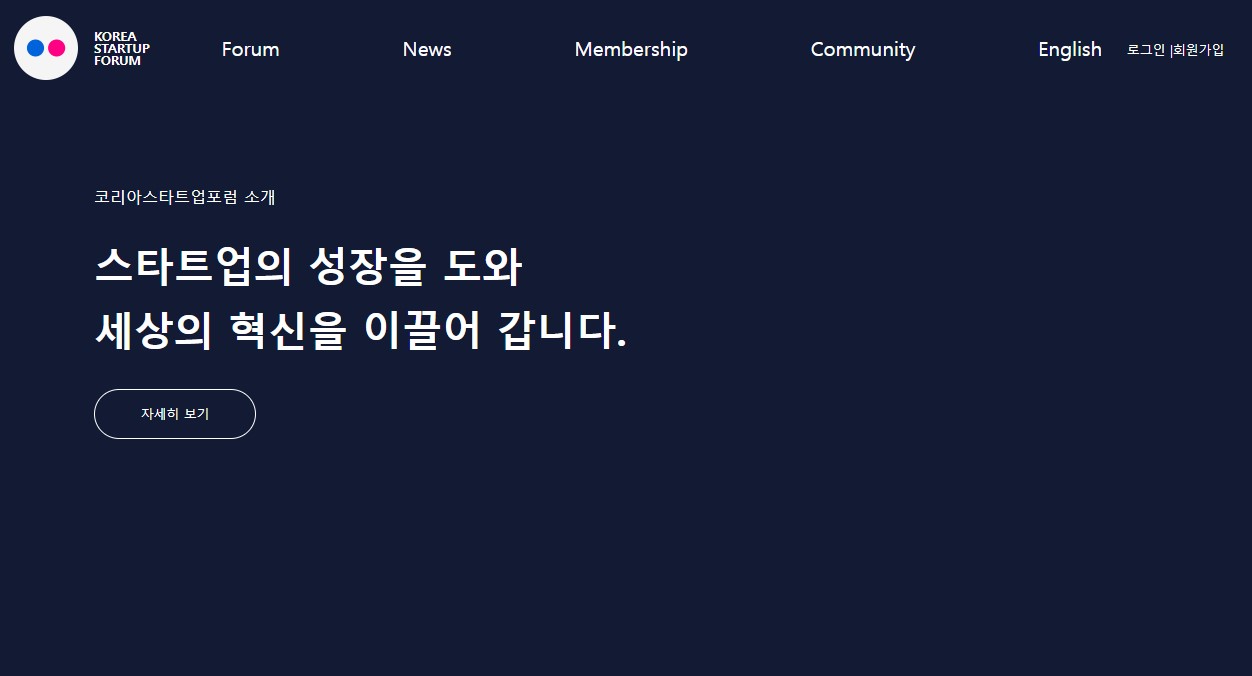 KOREA
STARTUP
FORUM
Forum
News
Membership
Community
English
로그인 |회원가입
코리아스타트업포럼 소개
스타트업의 성장을 도와
세상의 혁신을 이끌어 갑니다.
자세히 보기